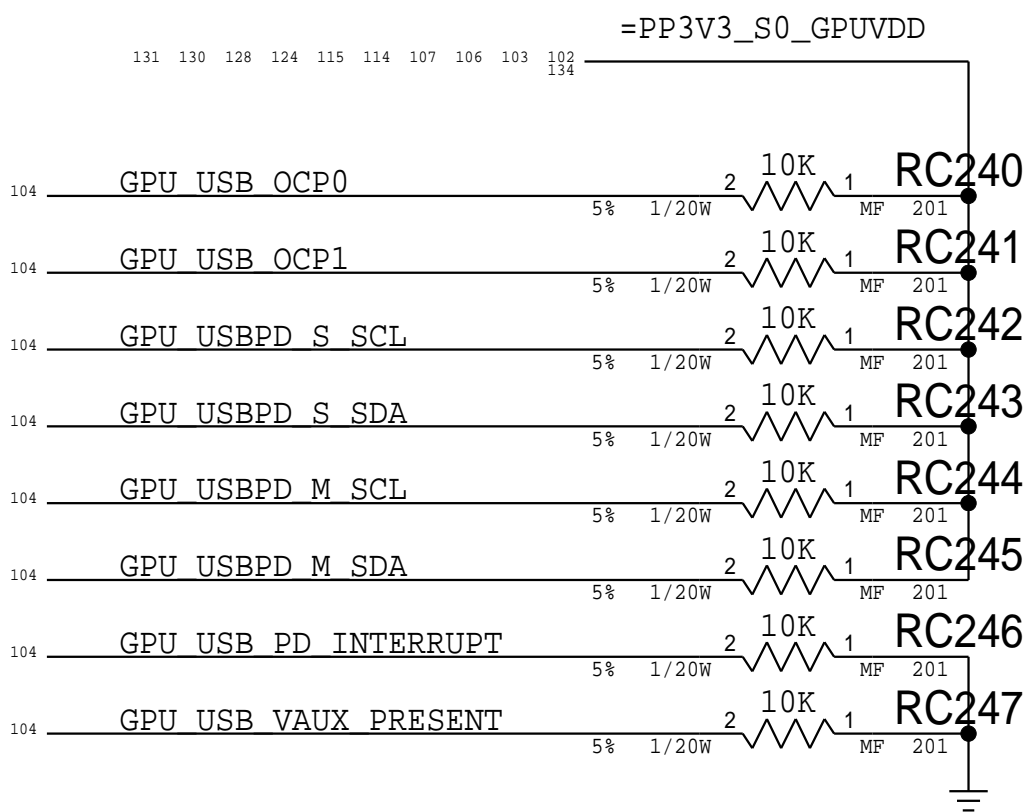 =PP3V3_S0_GPUVDD
131 130 128 124 115 114 107 106 103 102
134
104 GPU_USB_OCP0 2 10K 1 RC240
5% 1/20W MF 201
104 GPU_USB_OCP1 2 10K 1 RC241
5% 1/20W MF 201
104 GPU_USBPD_S_SCL 2 10K 1 RC242
5% 1/20W MF 201
104 GPU_USBPD_S_SDA 2 10K 1 RC243
5% 1/20W MF 201
104 GPU_USBPD_M_SCL 2 10K 1 RC244
5% 1/20W MF 201
104 GPU_USBPD_M_SDA 2 10K 1 RC245
5% 1/20W MF 201
104 GPU_USB_PD_INTERRUPT 2 10K 1 RC246
5% 1/20W MF 201
104 GPU_USB_VAUX_PRESENT 2 10K 1 RC247
5% 1/20W MF 201